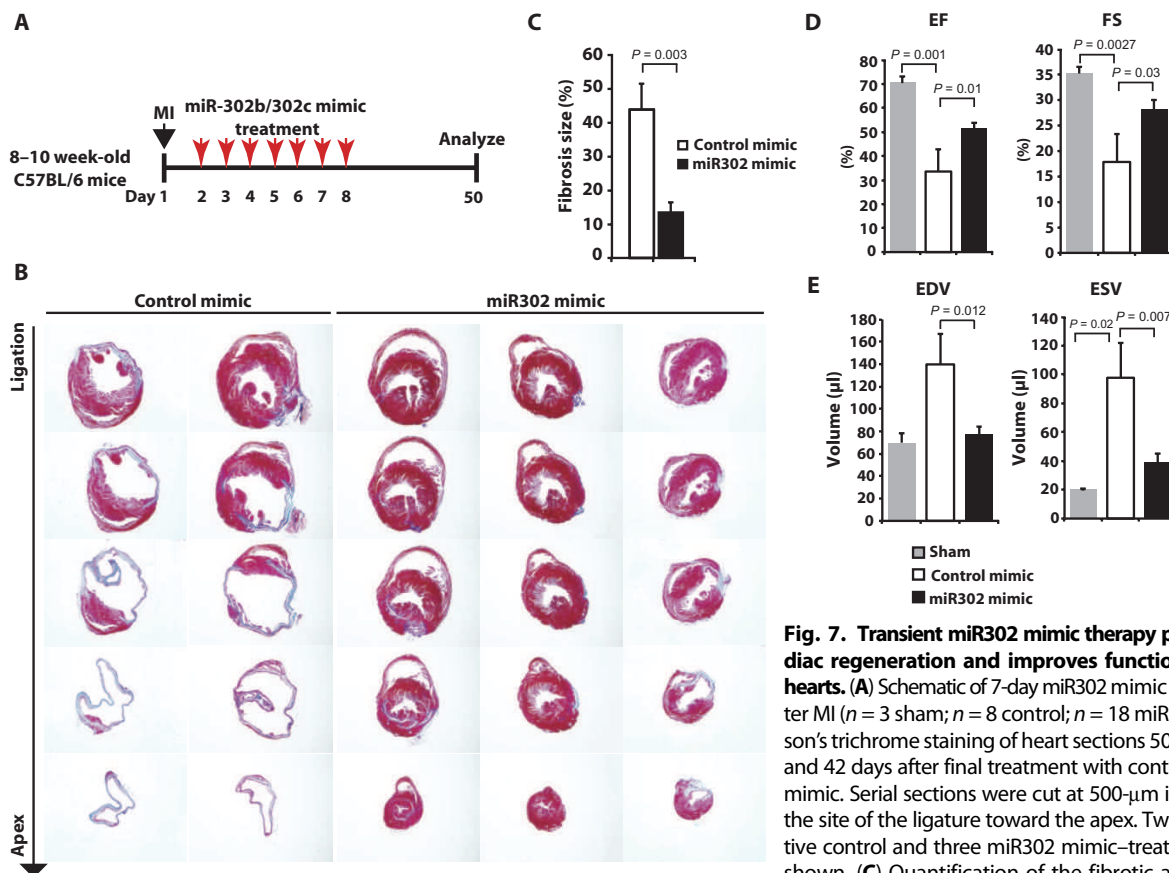 A
MI
miR-302b/302c mimic
treatment
Analyze
8–10 week-old
C57BL/6 mice
Day 1 2 3 4 5 6 7 8 50
B
Control mimic
miR302 mimic
Ligation
Apex
C
P = 0.003
Fibrosis size (%)
60
50
40
30
20
10
0
Control mimic
miR302 mimic
D
EF
P = 0.001
P = 0.01
(%)
80
70
60
50
40
30
20
10
0
FS
P = 0.0027
P = 0.03
(%)
40
35
30
25
20
15
10
5
0
E
EDV
P = 0.012
Volume (µl)
180
160
140
120
100
80
60
40
20
0
ESV
P = 0.02
P = 0.007
Volume (µl)
140
120
100
80
60
40
20
0
Sham
Control mimic
miR302 mimic
Fig. 7. Transient miR302 mimic therapy p
diac regeneration and improves functio
hearts. (A) Schematic of 7-day miR302 mimic
ter MI (n = 3 sham; n = 8 control; n = 18 miR
son's trichrome staining of heart sections 50
and 42 days after final treatment with cont
mimic. Serial sections were cut at 500-µm i
the site of the ligature toward the apex. Tw
tive control and three miR302 mimic–treat
shown. (C) Quantification of the fibrotic a